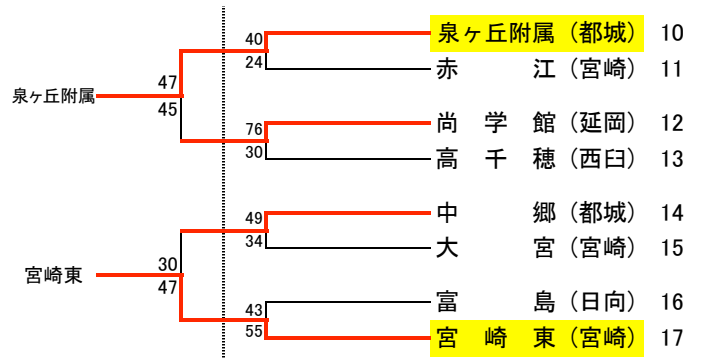 40 泉ヶ丘附属（都城） 10
24 赤江（宮崎） 11
47
泉ヶ丘附属
45
76 尚学館（延岡） 12
30 高千穂（西臼） 13
49 中郷（都城） 14
34 大宮（宮崎） 15
30
宮崎東
47
43 富島（日向） 16
55 宮崎東（宮崎） 17